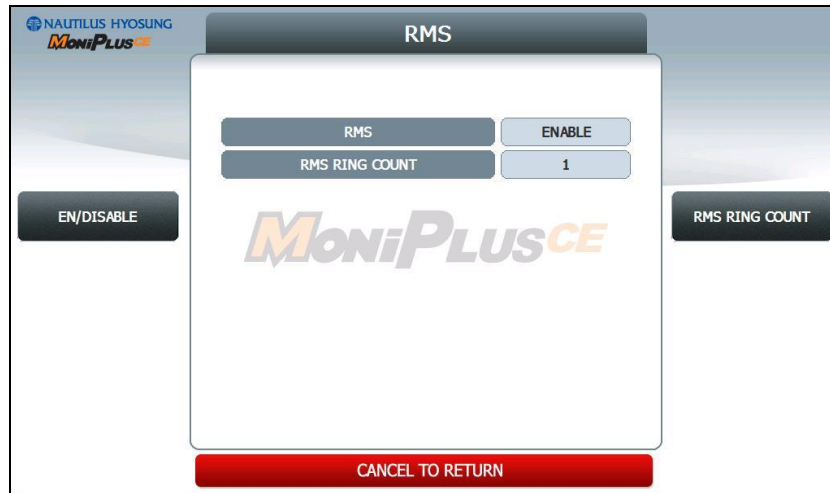 NAUTILUS HYOSUNG
MoniPlusCE
RMS
RMS ENABLE
RMS RING COUNT 1
EN/DISABLE
RMS RING COUNT
MoniPlusCE
CANCEL TO RETURN